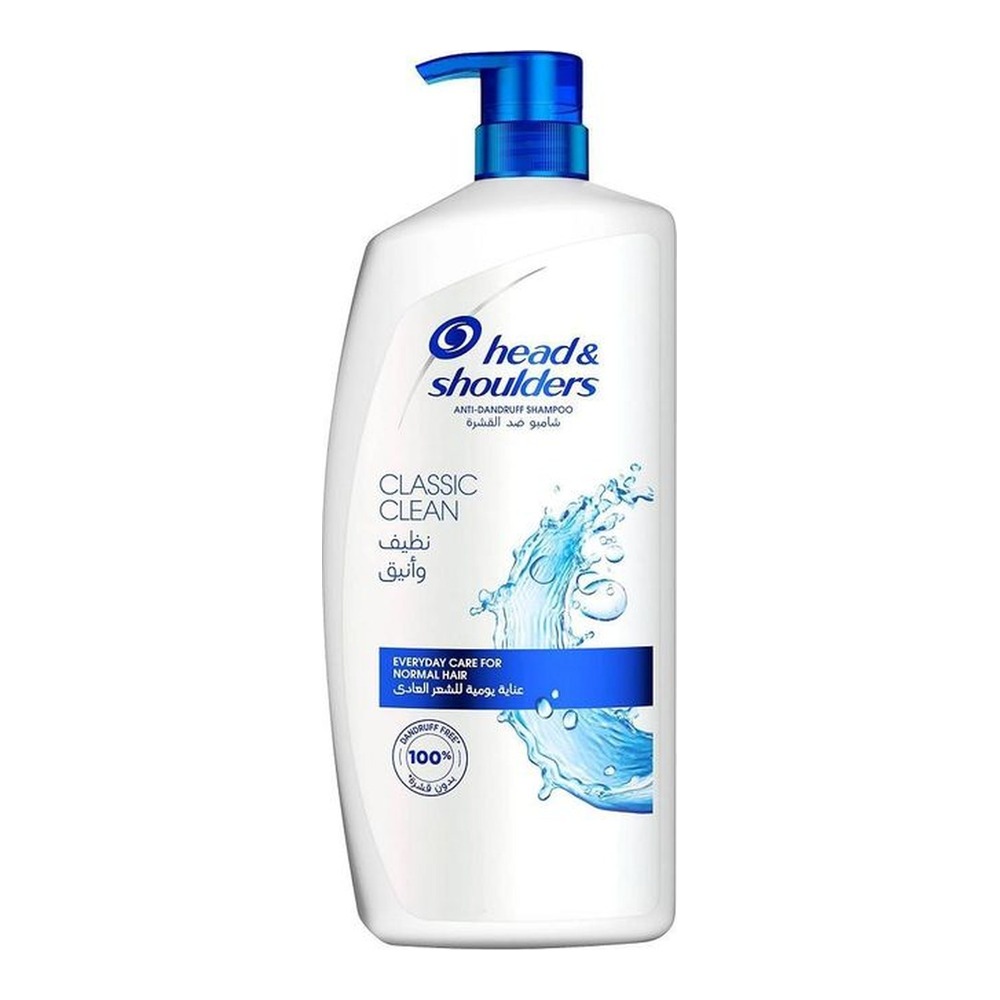 head &
shoulders
ANTI-DANDRUFF SHAMPOO
شامبو ضد القشرة
CLASSIC
CLEAN
نظيف
وأنيق
EVERYDAY CARE FOR
NORMAL HAIR
عناية يومية للشعر العادى
DANDRUFF FREE*
100%
بدون قشرة*